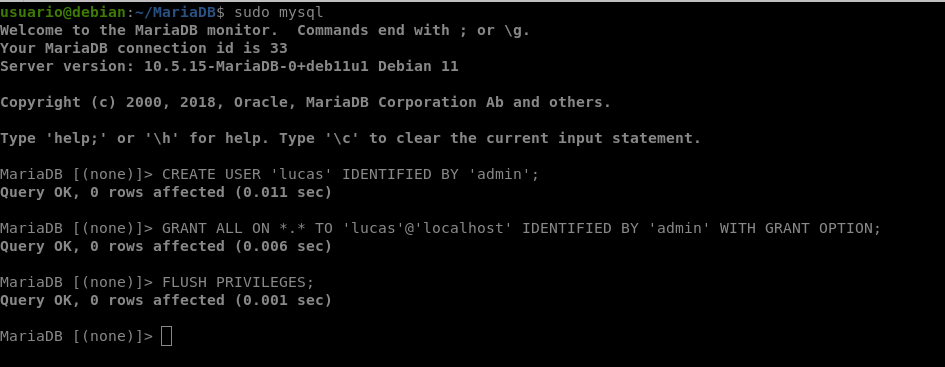 usuario@debian:~/MariaDB$ sudo mysql
Welcome to the MariaDB monitor.  Commands end with ; or \g.
Your MariaDB connection id is 33
Server version: 10.5.15-MariaDB-0+deb11u1 Debian 11
Copyright (c) 2000, 2018, Oracle, MariaDB Corporation Ab and others.
Type 'help;' or '\h' for help. Type '\c' to clear the current input statement.
MariaDB [(none)]> CREATE USER 'lucas' IDENTIFIED BY 'admin';
Query OK, 0 rows affected (0.011 sec)
MariaDB [(none)]> GRANT ALL ON *.* TO 'lucas'@'localhost' IDENTIFIED BY 'admin' WITH GRANT OPTION;
Query OK, 0 rows affected (0.006 sec)
MariaDB [(none)]> FLUSH PRIVILEGES;
Query OK, 0 rows affected (0.001 sec)
MariaDB [(none)]>